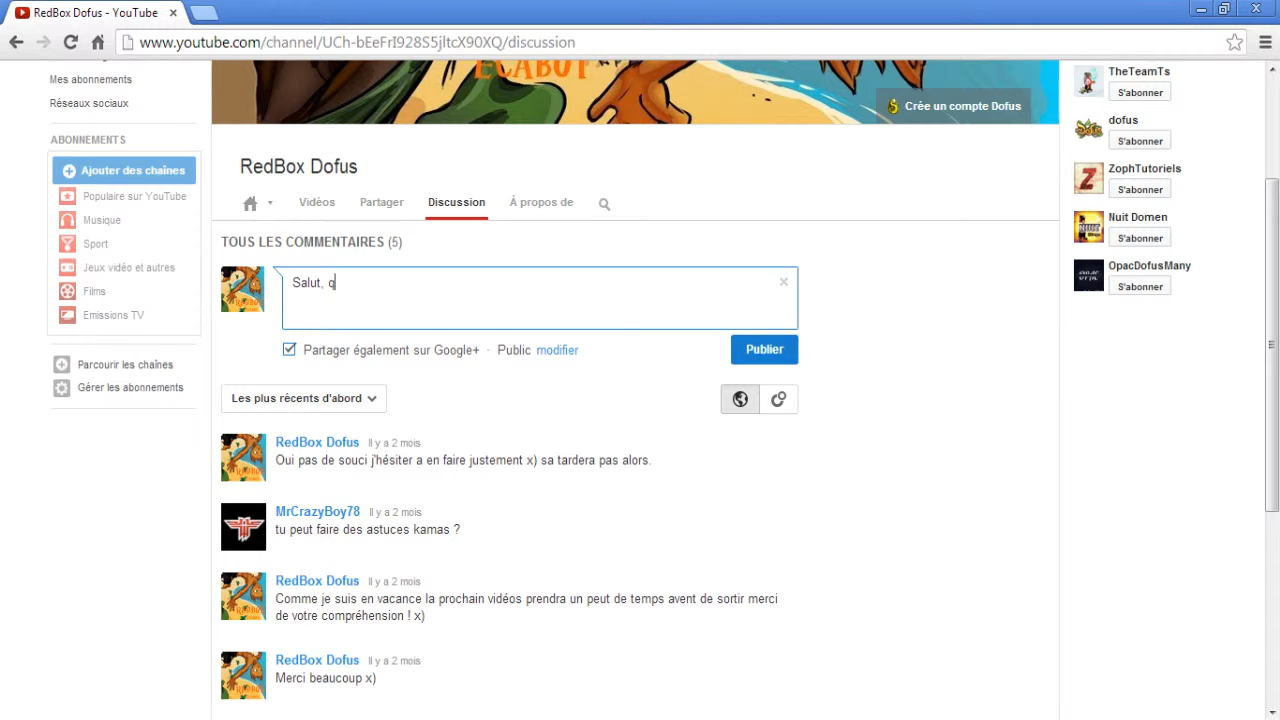 RedBox Dofus - YouTube
www.youtube.com/channel/UCh-bEeFrI928S5jltcX90XQ/discussion
Mes abonnements
Réseaux sociaux
ABONNEMENTS
Ajouter des chaînes
Populaire sur YouTube
Musique
Sport
Jeux vidéo et autres
Films
Emissions TV
Parcourir les chaînes
Gérer les abonnements
ECABOT
Crée un compte Dofus
RedBox Dofus
Vidéos
Partager
Discussion
À propos de
TOUS LES COMMENTAIRES (5)
Salut, q
Partager également sur Google+ · Public modifier
Publier
Les plus récents d'abord
RedBox Dofus Il y a 2 mois
Oui pas de souci j'hésiter a en faire justement x) sa tardera pas alors.
MrCrazyBoy78 Il y a 2 mois
tu peut faire des astuces kamas ?
RedBox Dofus Il y a 2 mois
Comme je suis en vacance la prochain vidéos prendra un peut de temps avent de sortir merci
de votre compréhension ! x)
RedBox Dofus Il y a 2 mois
Merci beaucoup x)
TheTeamTs
S'abonner
dofus
S'abonner
ZophTutoriels
S'abonner
Nuit Domen
S'abonner
OpacDofusMany
S'abonner